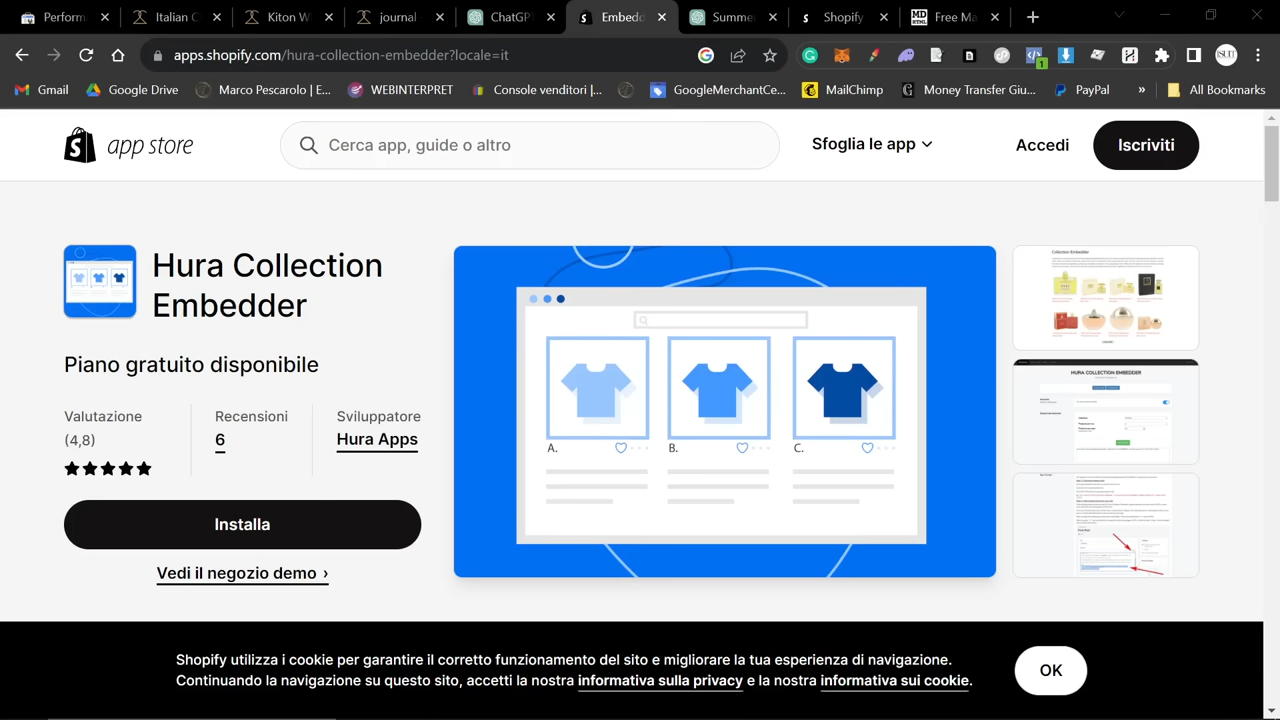 Perform
Italian C
Kiton W
journal
ChatGP
Embedd
Summe
Shopify
MD
HTML
Free Ma
apps.shopify.com/hura-collection-embedder?locale=it
1
Gmail
Google Drive
Marco Pescarolo | E...
WEBINTERPRET
Console venditori |...
GoogleMerchantCe...
MailChimp
Money Transfer Giu...
PayPal
»
All Bookmarks
app store
Cerca app, guide o altro
Sfoglia le app
Accedi
Iscriviti
Hura Collectio
Embedder
Piano gratuito disponibile
Valutazione
(4,8)
Recensioni
6
Sviluppatore
Hura Apps
Installa
Vedi il negozio demo ›
A.
B.
C.
Collection Embedder
HURA COLLECTION EMBEDDER
Shopify utilizza i cookie per garantire il corretto funzionamento del sito e migliorare la tua esperienza di navigazione.
Continuando la navigazione su questo sito, accetti la nostra informativa sulla privacy e la nostra informativa sui cookie.
OK